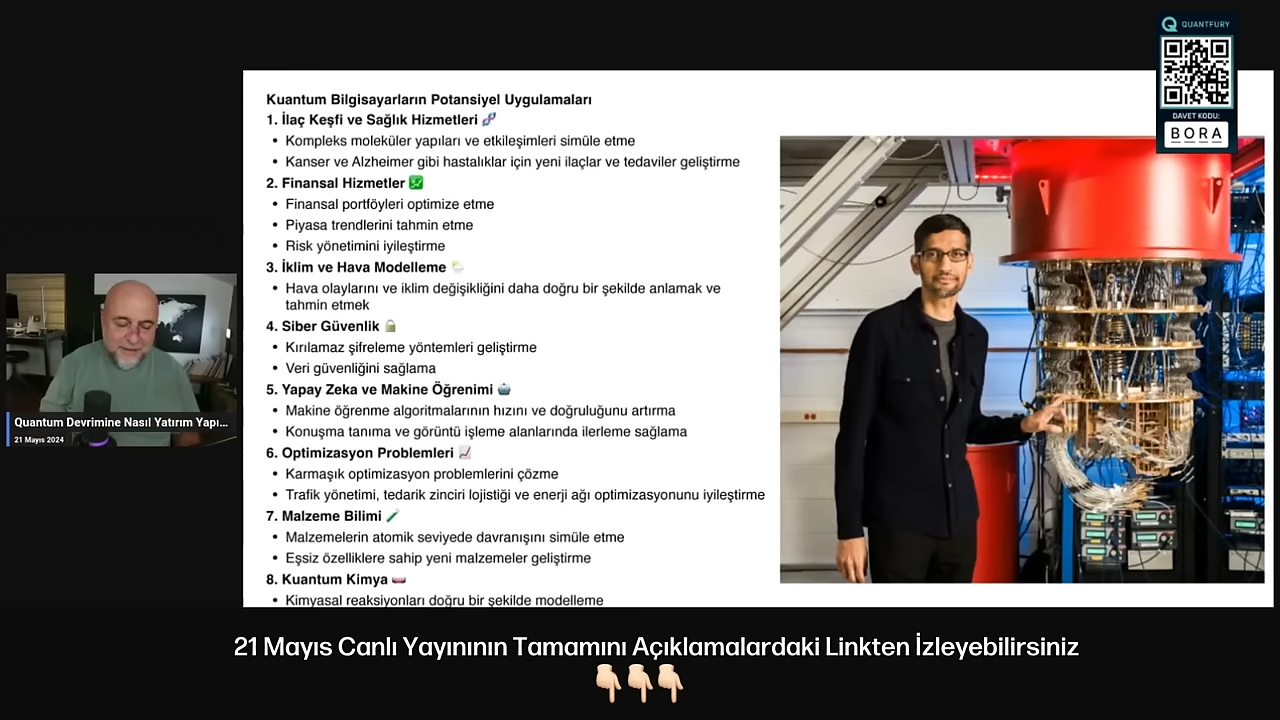 QUANTFURY
DAVET KODU:
BORA
Kuantum Bilgisayarların Potansiyel Uygulamaları
1. İlaç Keşfi ve Sağlık Hizmetleri 🧬
• Kompleks moleküler yapıları ve etkileşimleri simüle etme
• Kanser ve Alzheimer gibi hastalıklar için yeni ilaçlar ve tedaviler geliştirme
2. Finansal Hizmetler 💹
• Finansal portföyleri optimize etme
• Piyasa trendlerini tahmin etme
• Risk yönetimini iyileştirme
3. İklim ve Hava Modelleme 🌦
• Hava olaylarını ve iklim değişikliğini daha doğru bir şekilde anlamak ve
tahmin etmek
4. Siber Güvenlik 🔒
• Kırılamaz şifreleme yöntemleri geliştirme
• Veri güvenliğini sağlama
5. Yapay Zeka ve Makine Öğrenimi 🤖
• Makine öğrenme algoritmalarının hızını ve doğruluğunu artırma
• Konuşma tanıma ve görüntü işleme alanlarında ilerleme sağlama
6. Optimizasyon Problemleri 📈
• Karmaşık optimizasyon problemlerini çözme
• Trafik yönetimi, tedarik zinciri lojistiği ve enerji ağı optimizasyonunu iyileştirme
7. Malzeme Bilimi 🧪
• Malzemelerin atomik seviyede davranışını simüle etme
• Eşsiz özelliklere sahip yeni malzemeler geliştirme
8. Kuantum Kimya
• Kimyasal reaksiyonları doğru bir şekilde modelleme
Quantum Devrimine Nasıl Yatırım Yapı...
21 Mayıs 2024
21 Mayıs Canlı Yayınının Tamamını Açıklamalardaki Linkten İzleyebilirsiniz
👇🏻👇🏻👇🏻